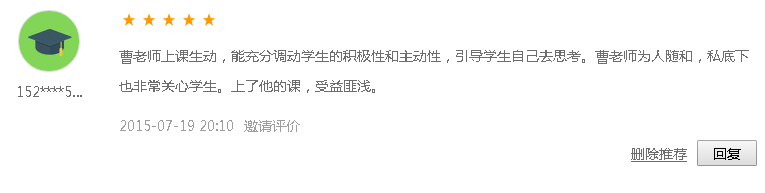 曹老师上课生动，能充分调动学生的积极性和主动性，引导学生自己去思考。曹老师为人随和，私底下
也非常关心学生。上了他的课，受益匪浅。
152****5...
2015-07-19 20:10 邀请评价
删除推荐 回复